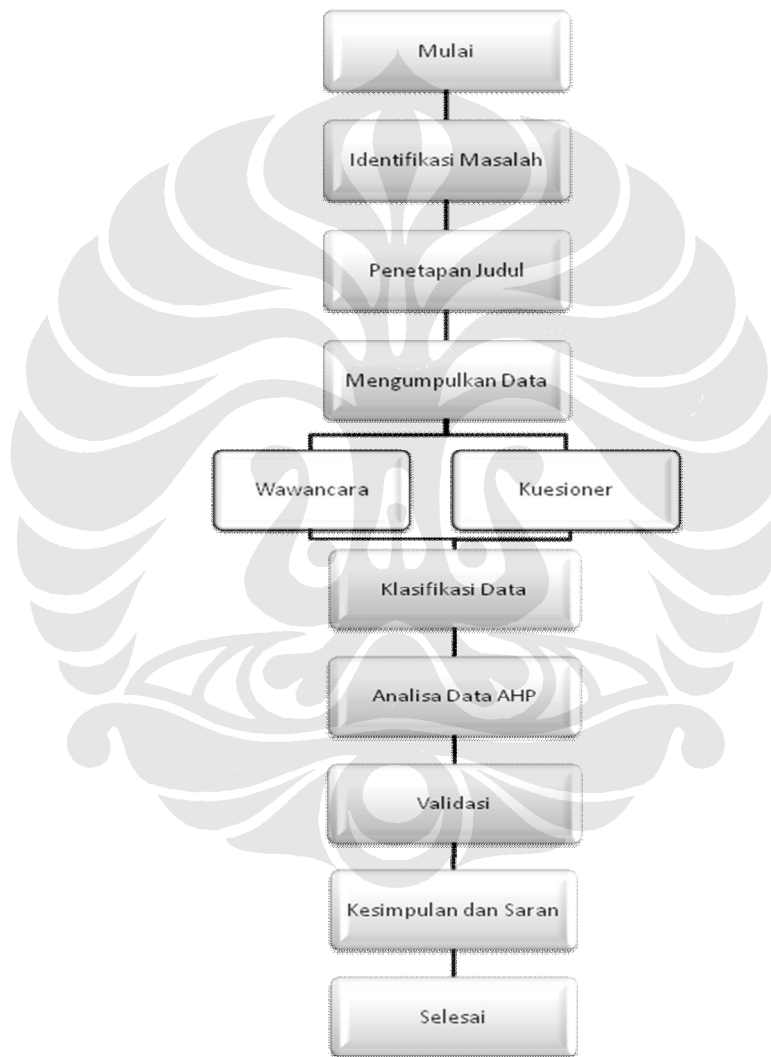 Mulai
Identifikasi Masalah
Penetapan Judul
Mengumpulkan Data
Wawancara
Kuesioner
Klasifikasi Data
Analisa Data AHP
Validasi
Kesimpulan dan Saran
Selesai